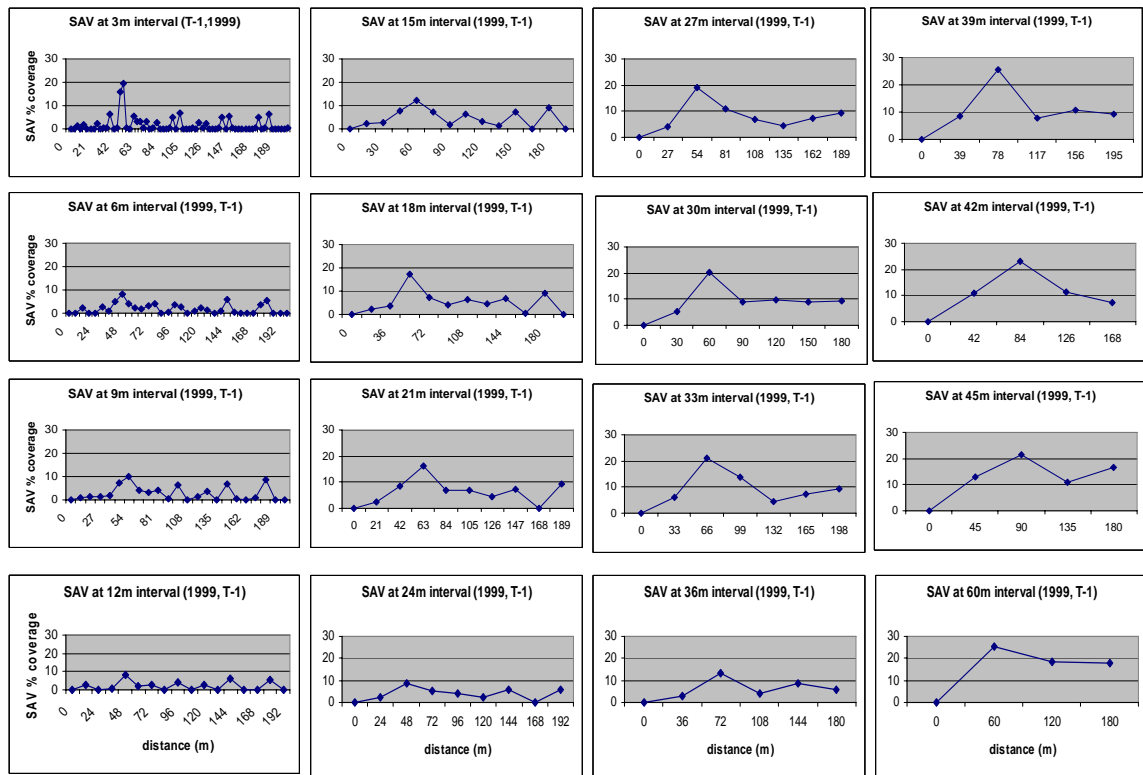 SAV at 3m interval (T-1,1999)
SAV % coverage
30
20
10
0
0 21 42 63 84 105 126 147 168 189
SAV at 15m interval (1999, T-1)
30
20
10
0
0 30 60 90 120 150 180
SAV at 27m interval (1999, T-1)
30
20
10
0
0 27 54 81 108 135 162 189
SAV at 39m interval (1999, T-1)
30
20
10
0
0 39 78 117 156 195
SAV at 6m interval (1999, T-1)
SAV % coverage
30
20
10
0
0 24 48 72 96 120 144 168 192
SAV at 18m interval (1999, T-1)
30
20
10
0
0 36 72 108 144 180
SAV at 30m interval (1999, T-1)
30
20
10
0
0 30 60 90 120 150 180
SAV at 42m interval (1999, T-1)
30
20
10
0
0 42 84 126 168
SAV at 9m interval (1999, T-1)
SAV % coverage
30
20
10
0
0 27 54 81 108 135 162 189
SAV at 21m interval (1999, T-1)
30
20
10
0
0 21 42 63 84 105 126 147 168 189
SAV at 33m interval (1999, T-1)
30
20
10
0
0 33 66 99 132 165 198
SAV at 45m interval (1999, T-1)
30
20
10
0
0 45 90 135 180
SAV at 12m interval (1999, T-1)
SAV % coverage
30
20
10
0
0 24 48 72 96 120 144 168 192
distance (m)
SAV at 24m interval (1999, T-1)
30
20
10
0
0 24 48 72 96 120 144 168 192
distance (m)
SAV at 36m interval (1999, T-1)
30
20
10
0
0 36 72 108 144 180
distance (m)
SAV at 60m interval (1999, T-1)
30
20
10
0
0 60 120 180
distance (m)